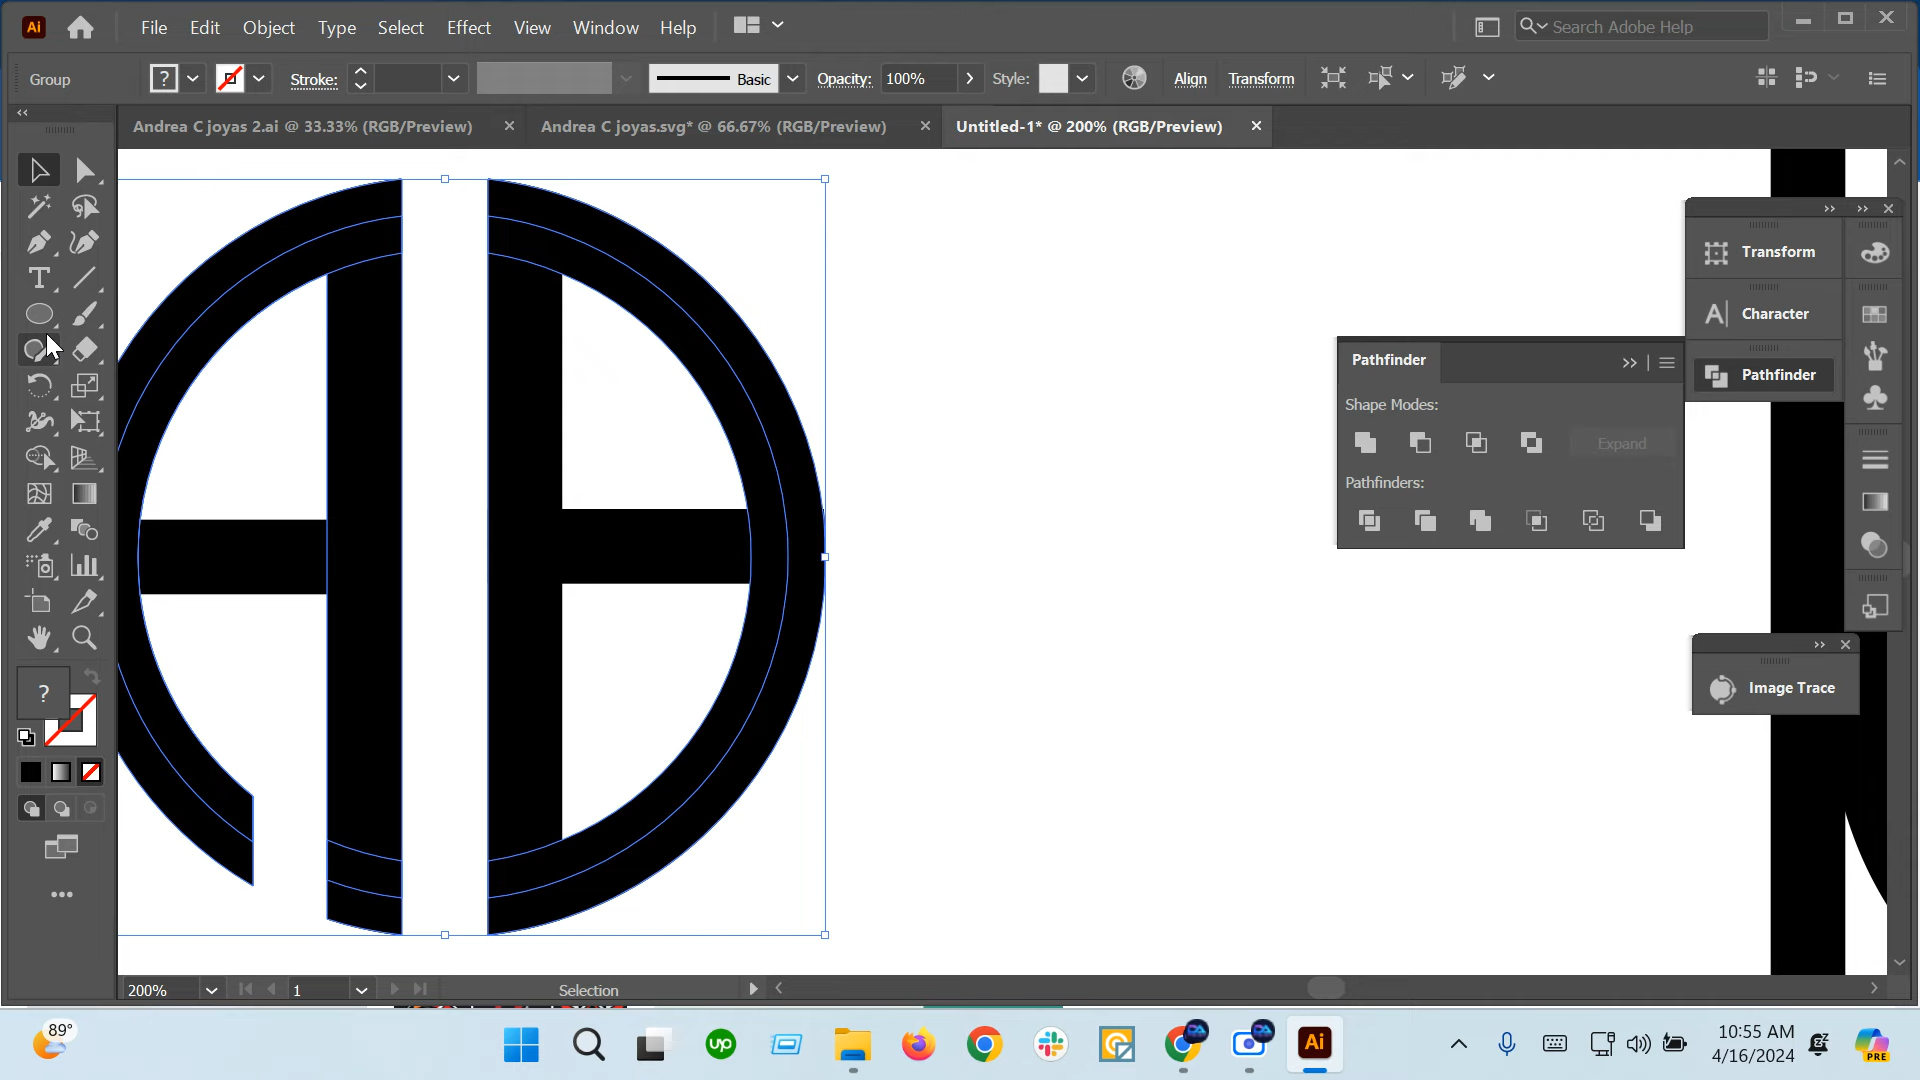 Ai File Edit Object Select Type Effect View Window Help Search Adobe Help
Group ? Stroke: Basic Opacity: 100% Style: Align Transform
Andrea C joyas 2.ai @ 33.33% (RGB/Preview) Andrea C joyas.svg* @ 66.67% (RGB/Preview) Untitled-1* @ 200% (RGB/Preview)
Transform
Character
Pathfinder
Pathfinder
Shape Modes:
Expand
Pathfinders:
Image Trace
?
200% 1 Selection
89° up Ai 10:55 AM
4/16/2024
PRE